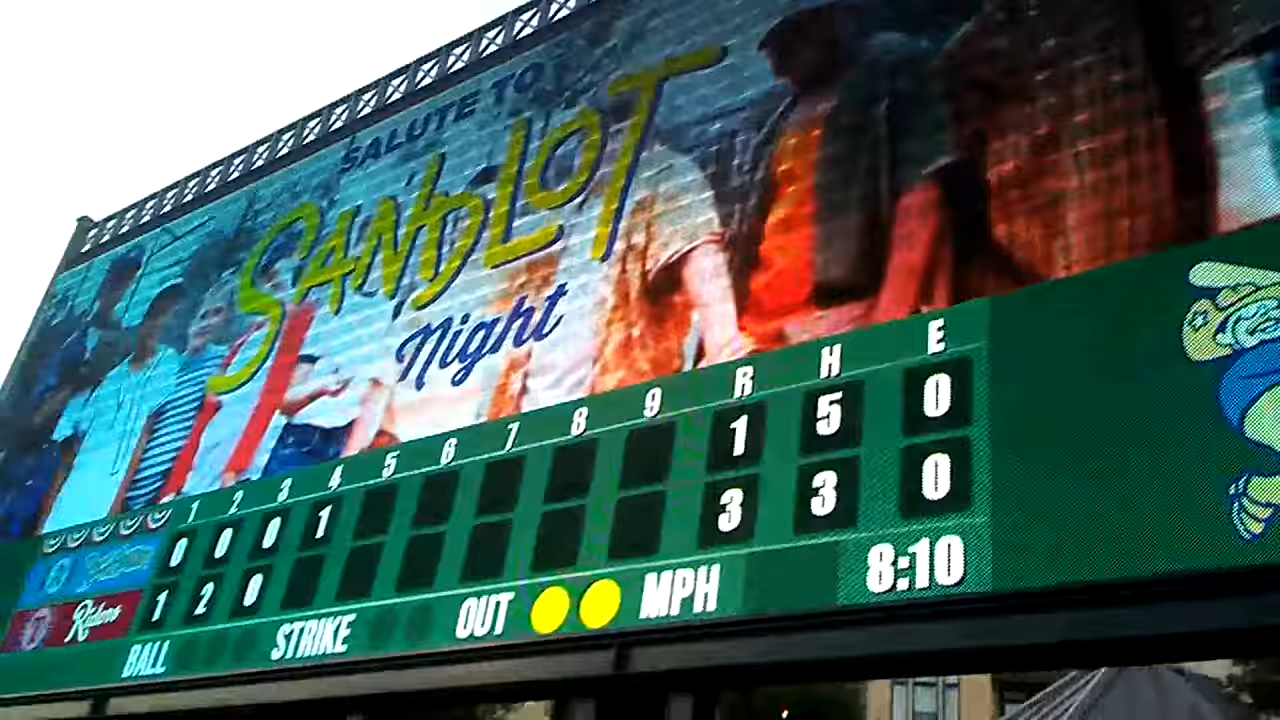 SALUTE TO
SANDLOT
Night
1 2 3 4 5 6 7 8 9 R H E
0 0 0 1 1 5 0
Riders 1 2 0 3 3 0
BALL STRIKE OUT MPH 8:10